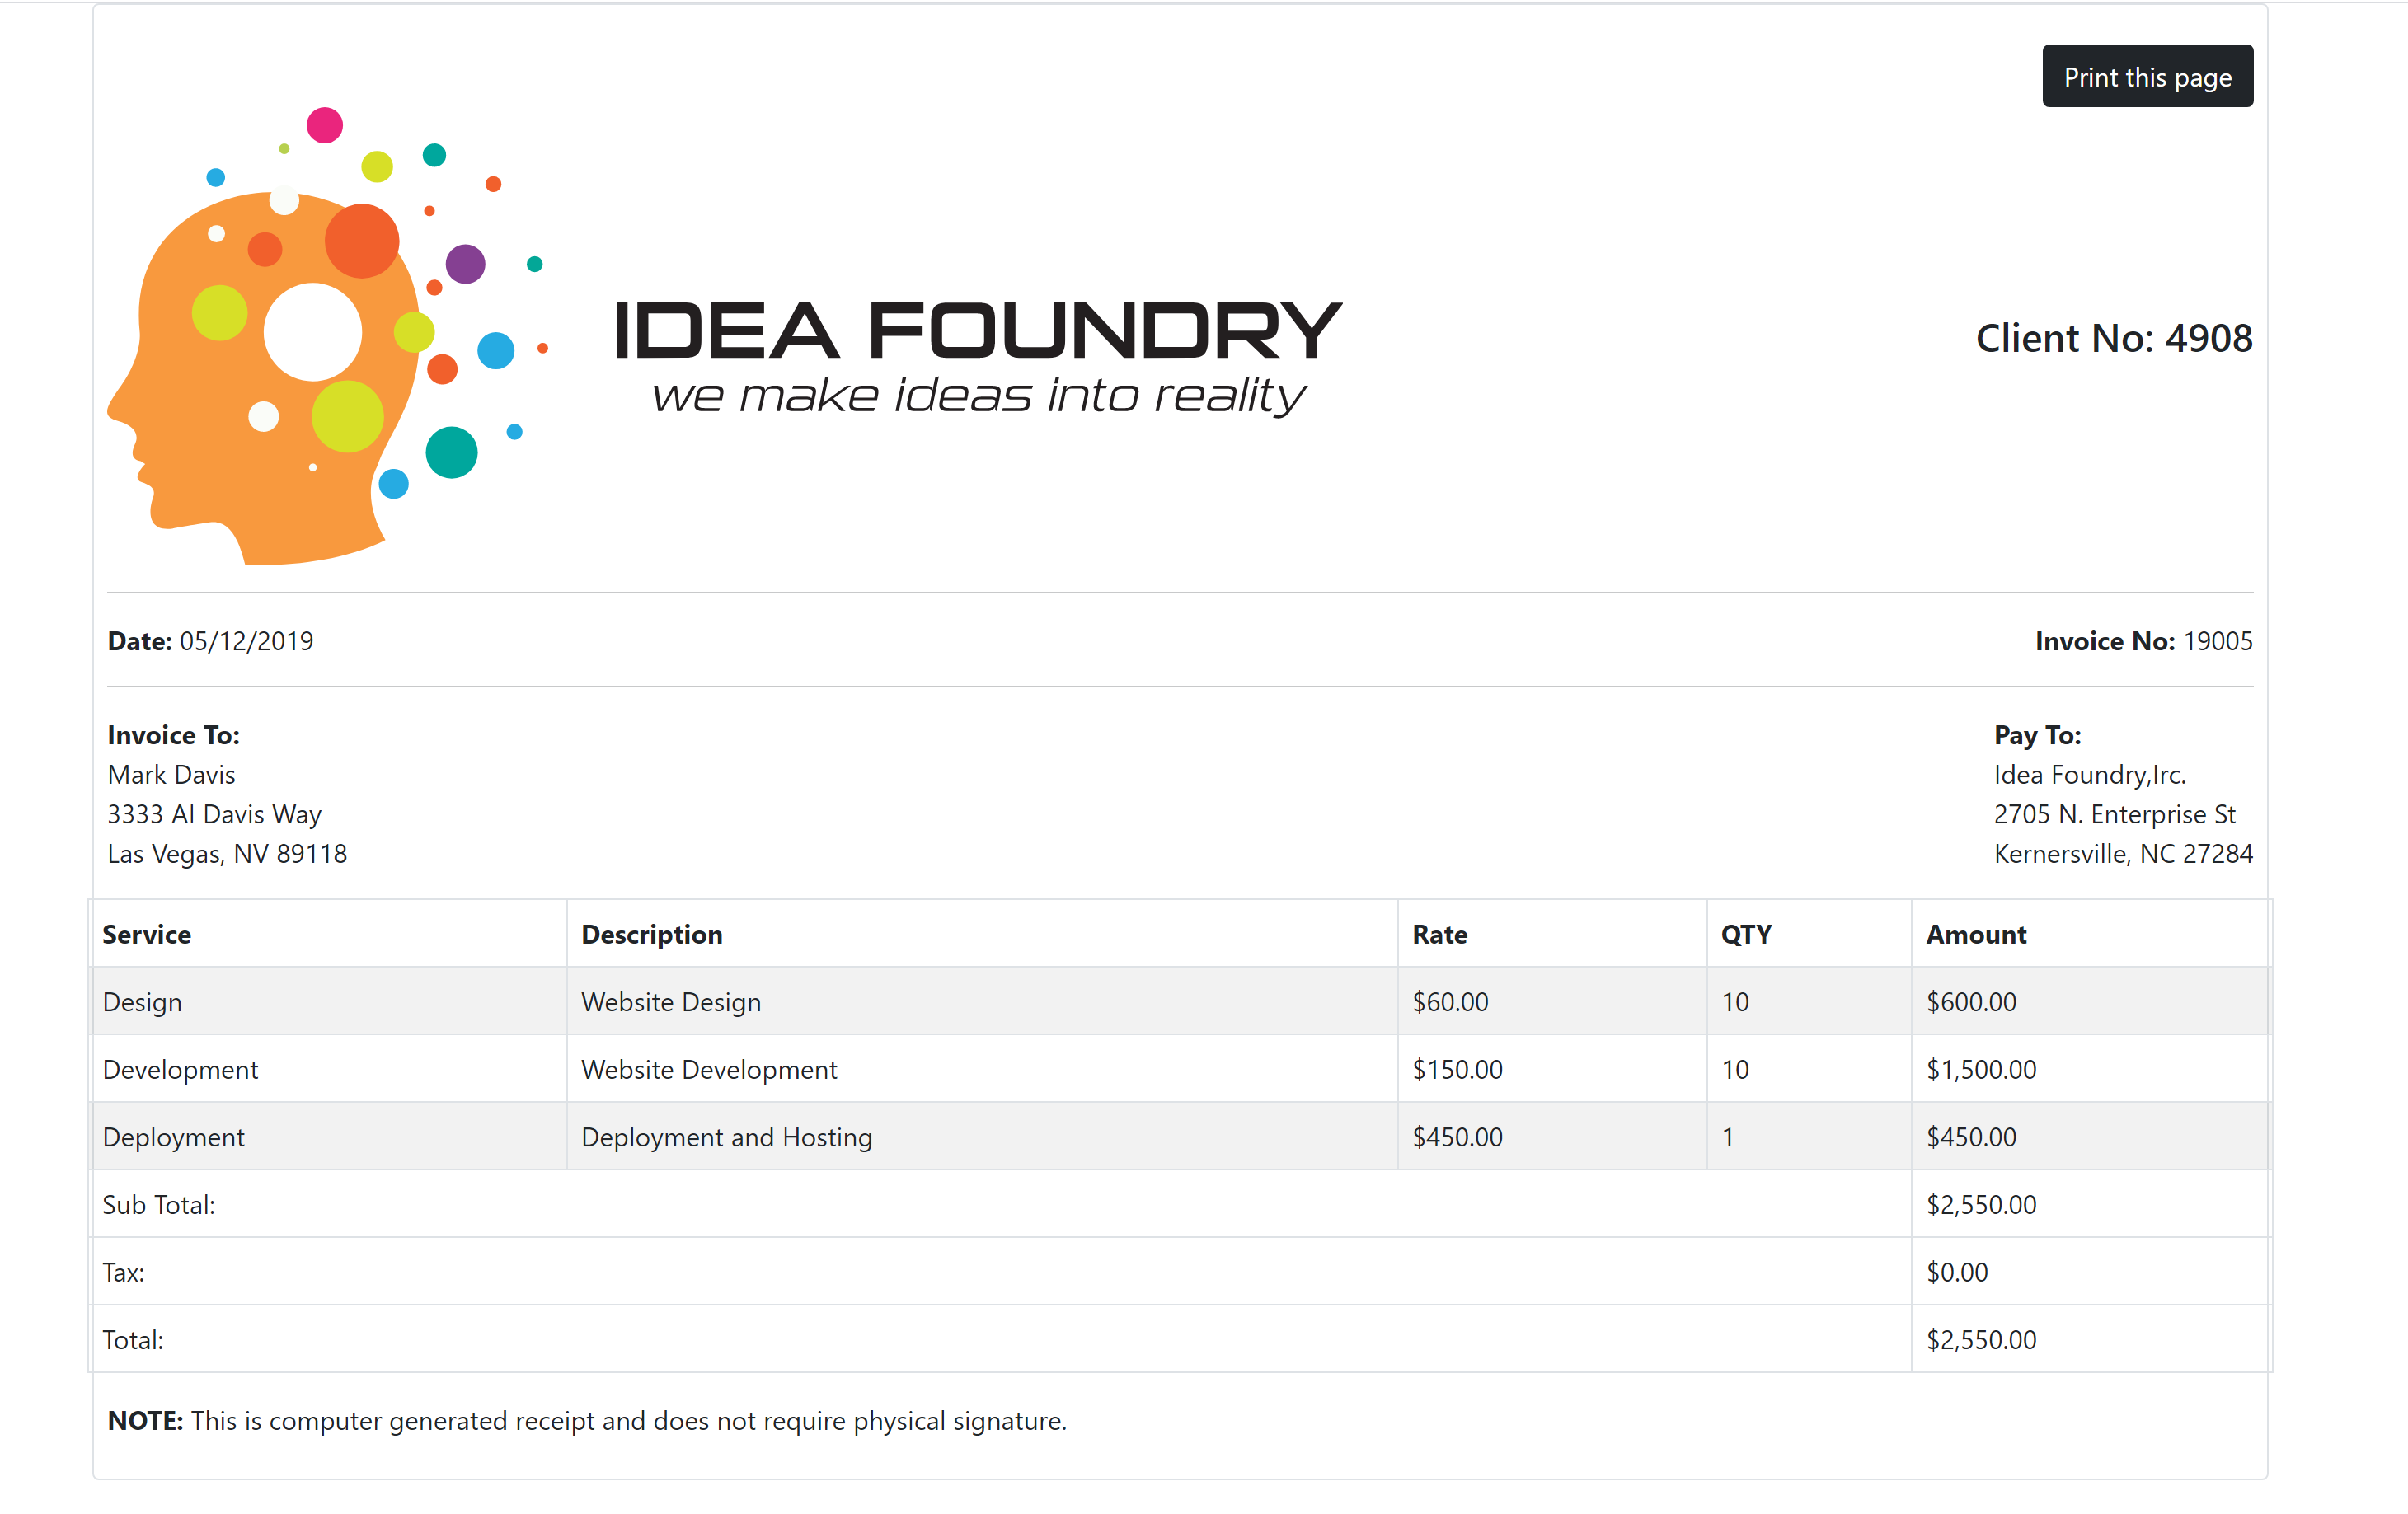 Print this page
IDEA FOUNDRY
we make ideas into reality
Client No: 4908
Date: 05/12/2019
Invoice No: 19005
Invoice To:
Mark Davis
3333 Al Davis Way
Las Vegas, NV 89118
Pay To:
Idea Foundry,Irc.
2705 N. Enterprise St
Kernersville, NC 27284
Service Description Rate QTY Amount
Design Website Design $60.00 10 $600.00
Development Website Development $150.00 10 $1,500.00
Deployment Deployment and Hosting $450.00 1 $450.00
Sub Total: $2,550.00
Tax: $0.00
Total: $2,550.00
NOTE: This is computer generated receipt and does not require physical signature.